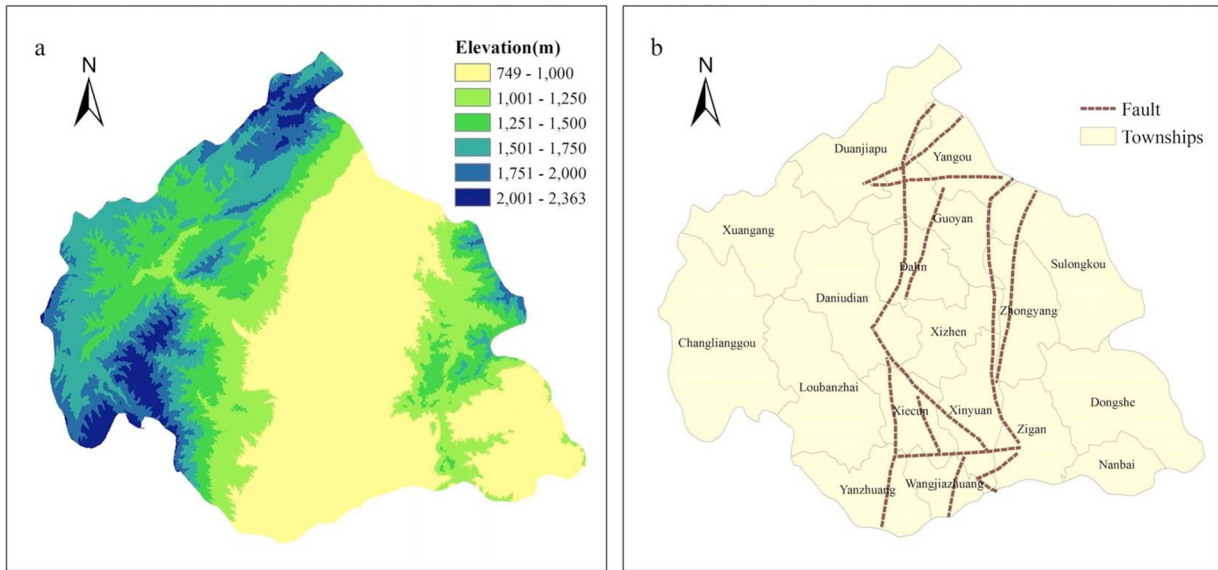 a
N
Elevation(m)
749 - 1,000
1,001 - 1,250
1,251 - 1,500
1,501 - 1,750
1,751 - 2,000
2,001 - 2,363
b
N
Fault
Townships
Duanjiapu
Yangou
Xuangang
Guoyan
Sulongkou
Dalin
Daniudian
Zhongyang
Changlianggou
Xizhen
Loubanzhai
Dongshe
Xiecun
Xinyuan
Zigan
Nanbai
Yanzhuang
Wangjiazhuang